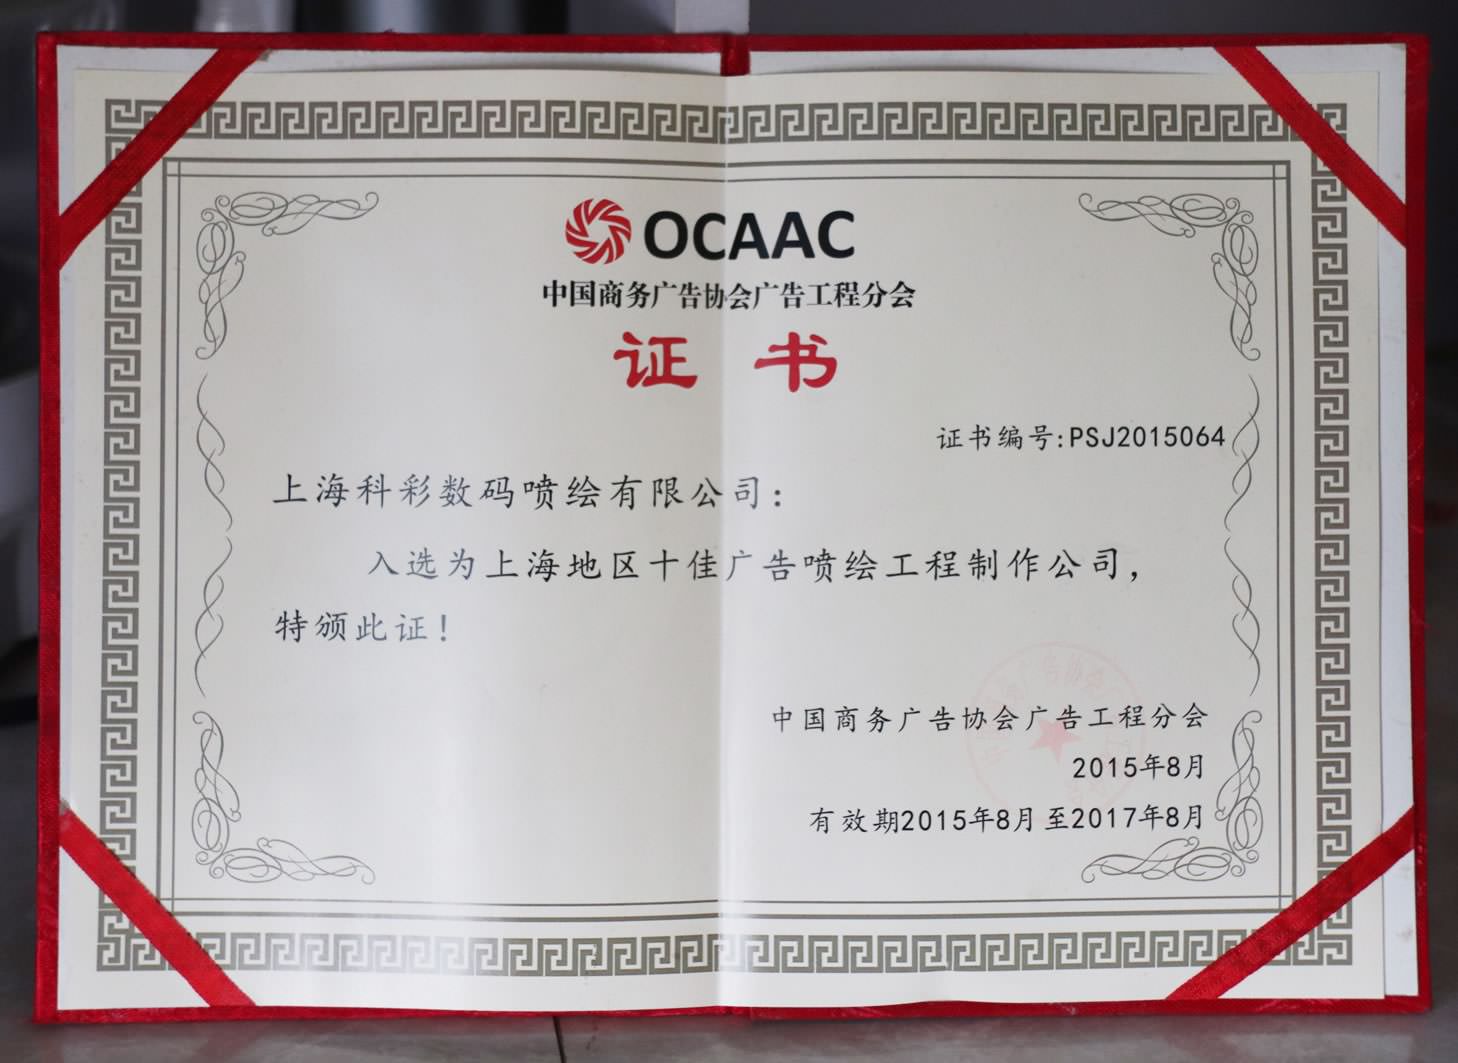 OCAAC
中国商务广告协会广告工程分会
证书
证书编号:PSJ2015064
上海科彩数码喷绘有限公司:
入选为上海地区十佳广告喷绘工程制作公司,
特颁此证!
中国商务广告协会广告工程分会
2015年8月
有效期2015年8月至2017年8月